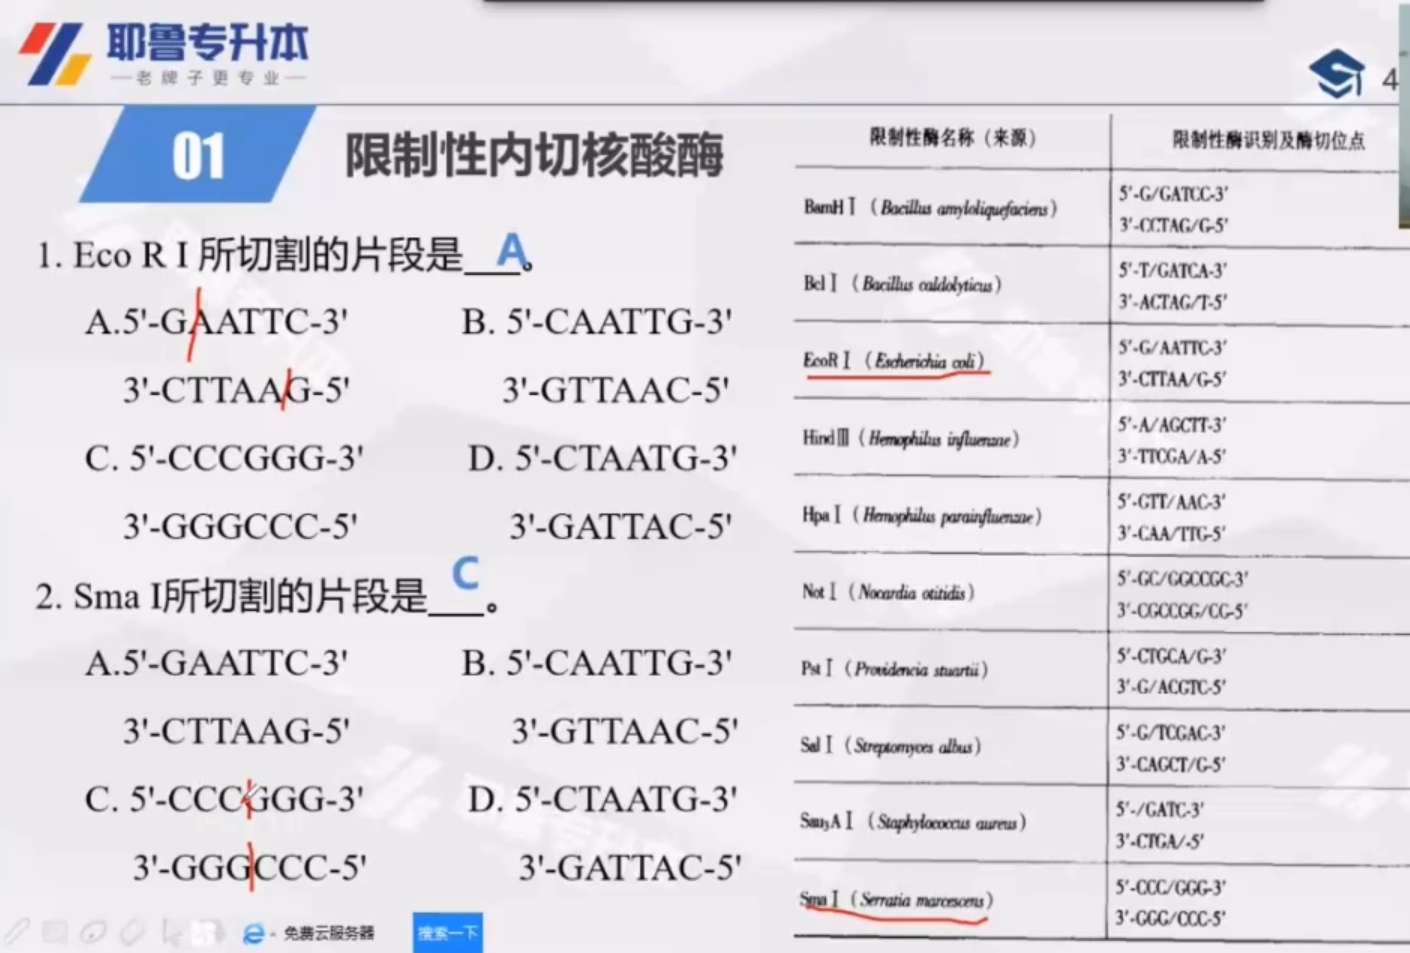 耶鲁专升本
老牌子更专业
4
01
限制性内切核酸酶
1. Eco R I 所切割的片段是___。
A
A.5'-GAATTC-3' B. 5'-CAATTG-3'
3'-CTTAAG-5' 3'-GTTAAC-5'
C. 5'-CCCGGG-3' D. 5'-CTAATG-3'
3'-GGGCCC-5' 3'-GATTAC-5'
2. Sma I所切割的片段是___。
C
A.5'-GAATTC-3' B. 5'-CAATTG-3'
3'-CTTAAG-5' 3'-GTTAAC-5'
C. 5'-CCCGGG-3' D. 5'-CTAATG-3'
3'-GGGCCC-5' 3'-GATTAC-5'
限制性酶名称（来源） 限制性酶识别及酶切位点
BamH I （Bacillus amyloliquefaciens） 5'-G/GATCC-3'
3'-CCTAG/G-5'
Bcl I （Bacillus caldolyticus） 5'-T/GATCA-3'
3'-ACTAG/T-5'
EcoR I （Escherichia coli） 5'-G/AATTC-3'
3'-CTTAA/G-5'
Hind III （Hemophilus influenzae） 5'-A/AGCTT-3'
3'-TTCGA/A-5'
Hpa I （Hemophilus parainfluenzae） 5'-GTT/AAC-3'
3'-CAA/TTG-5'
Not I （Nocardia otitidis） 5'-GC/GGCCGC-3'
3'-CGCCGG/CG-5'
Pst I （Providencia stuartii） 5'-CTGCA/G-3'
3'-G/ACGTC-5'
Sal I （Streptomyces albus） 5'-G/TCGAC-3'
3'-CAGCT/G-5'
Sau₃A I （Staphylococcus aureus） 5'-/GATC-3'
3'-CTGA/-5'
Sma I （Serratia marcescens） 5'-CCC/GGG-3'
3'-GGG/CCC-5'
免费云服务器
搜索一下